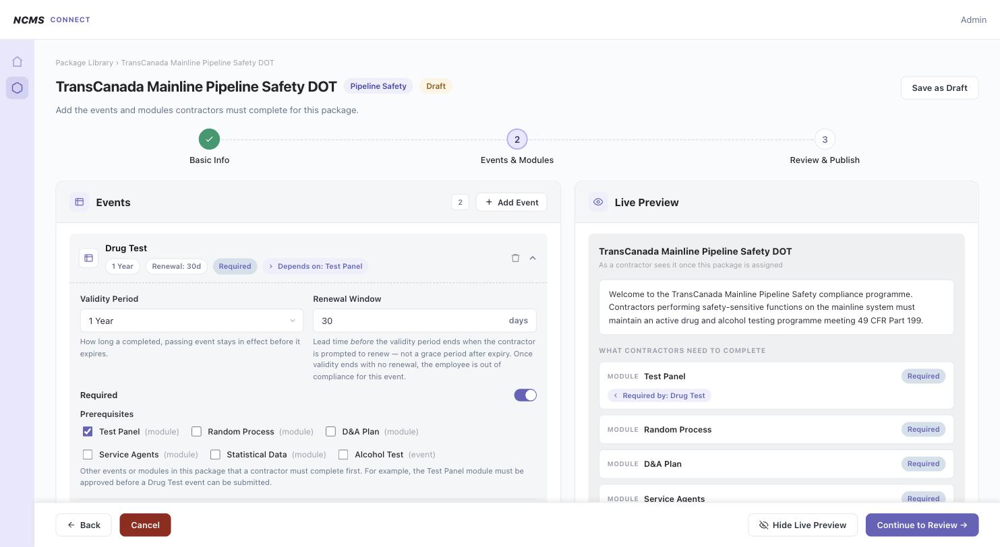 NCMS CONNECT
Admin
Package Library › TransCanada Mainline Pipeline Safety DOT
TransCanada Mainline Pipeline Safety DOT Pipeline Safety Draft
Save as Draft
Add the events and modules contractors must complete for this package.
2 3
Basic Info Events & Modules Review & Publish
Events 2 + Add Event
Drug Test
1 Year Renewal: 30d Required › Depends on: Test Panel
Validity Period
1 Year
How long a completed, passing event stays in effect before it
expires.
Renewal Window
30 days
Lead time before the validity period ends when the contractor
is prompted to renew — not a grace period after expiry. Once
validity ends with no renewal, the employee is out of
compliance for this event.
Required
Prerequisites
Test Panel (module) Random Process (module) D&A Plan (module)
Service Agents (module) Statistical Data (module) Alcohol Test (event)
Other events or modules in this package that a contractor must complete first. For example, the Test Panel module must be
approved before a Drug Test event can be submitted.
Live Preview
TransCanada Mainline Pipeline Safety DOT
As a contractor sees it once this package is assigned
Welcome to the TransCanada Mainline Pipeline Safety compliance programme.
Contractors performing safety-sensitive functions on the mainline system must
maintain an active drug and alcohol testing programme meeting 49 CFR Part 199.
WHAT CONTRACTORS NEED TO COMPLETE
MODULE Test Panel Required
‹ Required by: Drug Test
MODULE Random Process Required
MODULE D&A Plan Required
MODULE Service Agents Required
← Back Cancel Hide Live Preview Continue to Review →